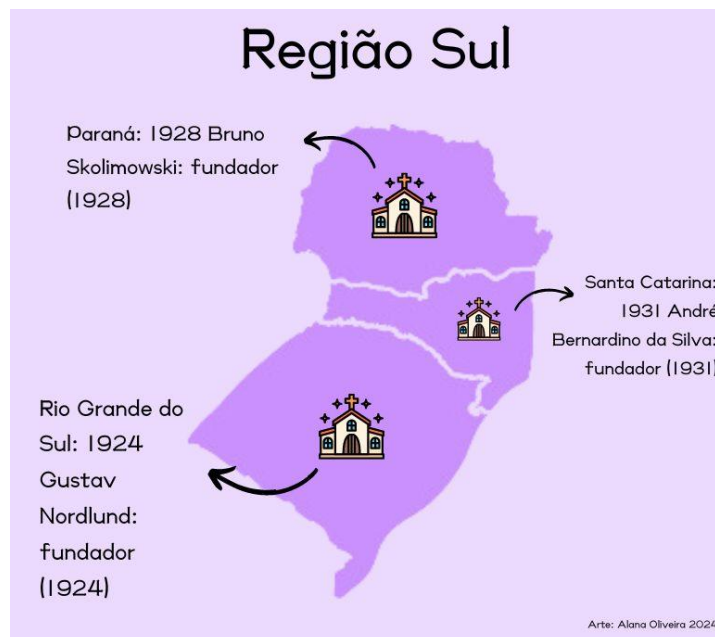 Região Sul
Paraná: 1928 Bruno
Skolimowski: fundador
(1928)
Santa Catarina:
1931 André
Bernardino da Silva:
fundador (1931)
Rio Grande do
Sul: 1924
Gustav
Nordlund:
fundador
(1924)
Arte: Alana Oliveira 2024